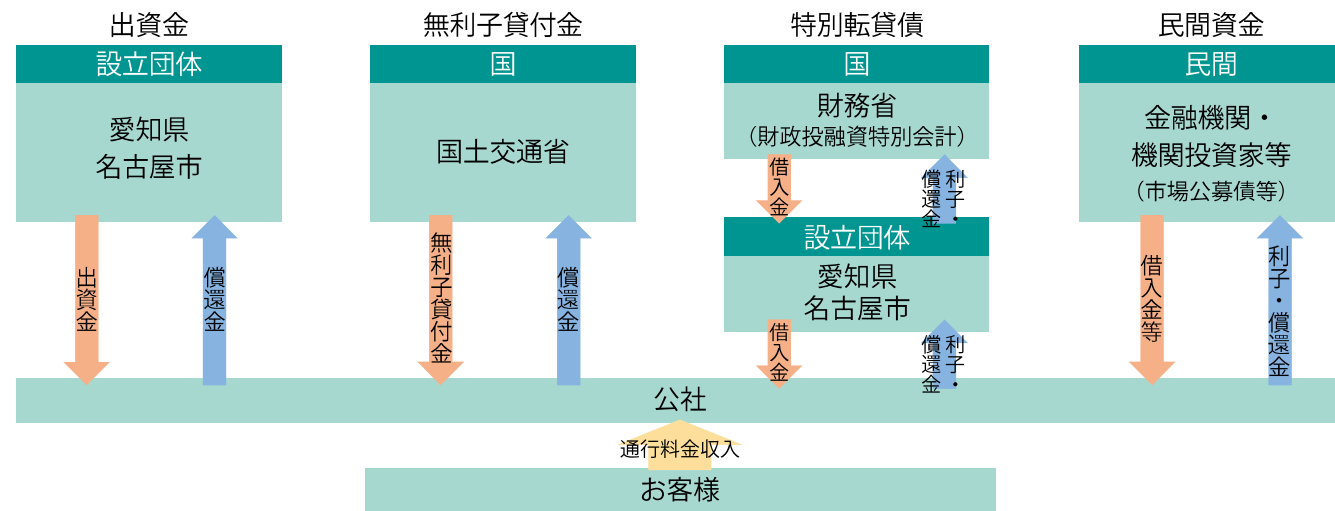 出資金
設立団体
愛知県
名古屋市
出資金
償還金
無利子貸付金
国
国土交通省
無利子貸付金
償還金
特別転貸債
国
財務省
（財政投融資特別会計）
借入金
利子・
償還金
設立団体
愛知県
名古屋市
借入金
利子・
償還金
民間資金
民間
金融機関・
機関投資家等
（市場公募債等）
借入金等
利子・償還金
公社
通行料金収入
お客様